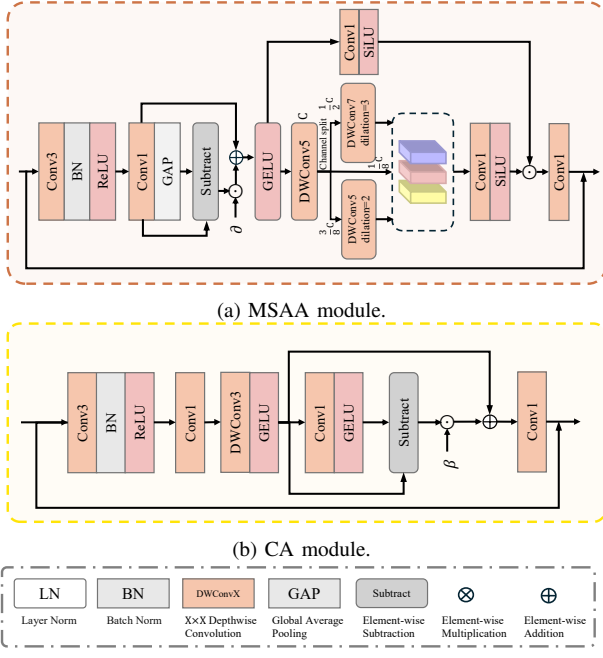 Conv1
SiLU
Conv3
BN
ReLU
Conv1
GAP
Subtract
∂
GELU
DWConv5
C
Channel split
1/2 C
DWConv7
dilation=3
1/8 C
3/8 C
DWConv5
dilation=2
Conv1
SiLU
Conv1
(a) MSAA module.
Conv3
BN
ReLU
Conv1
DWConv3
GELU
Conv1
GELU
Subtract
β
Conv1
(b) CA module.
LN
BN
DWConvX
GAP
Subtract
Layer Norm
Batch Norm
X×X Depthwise
Convolution
Global Average
Pooling
Element-wise
Subtraction
Element-wise
Multiplication
Element-wise
Addition